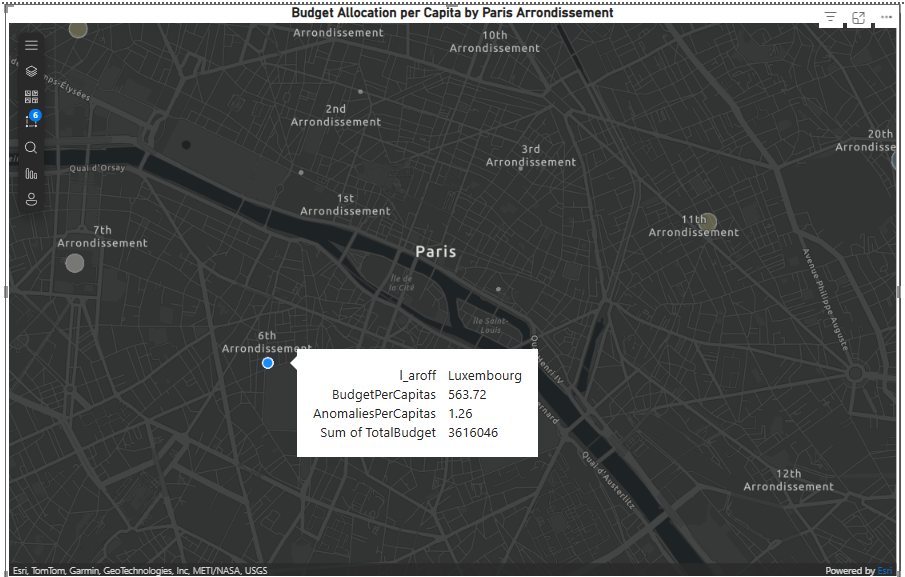 Budget Allocation per Capita by Paris Arrondissement
Arrondissement
10th
Arrondissement
6
2nd
Arrondissement
3rd
Arrondissement
20th
Arrondisseme
Quai d'Orsay
1st
Arrondissement
11th
Arrondissement
7th
Arrondissement
Paris
Île de
la Cité
Île Saint-
Louis
Avenue Philippe Auguste
6th
Arrondissement
l_aroff Luxembourg
BudgetPerCapitas 563.72
AnomaliesPerCapitas 1.26
Sum of TotalBudget 3616046
Quai d'Austerlitz
12th
Arrondissement
Esri, TomTom, Garmin, GeoTechnologies, Inc, METI/NASA, USGS
Powered by Esri